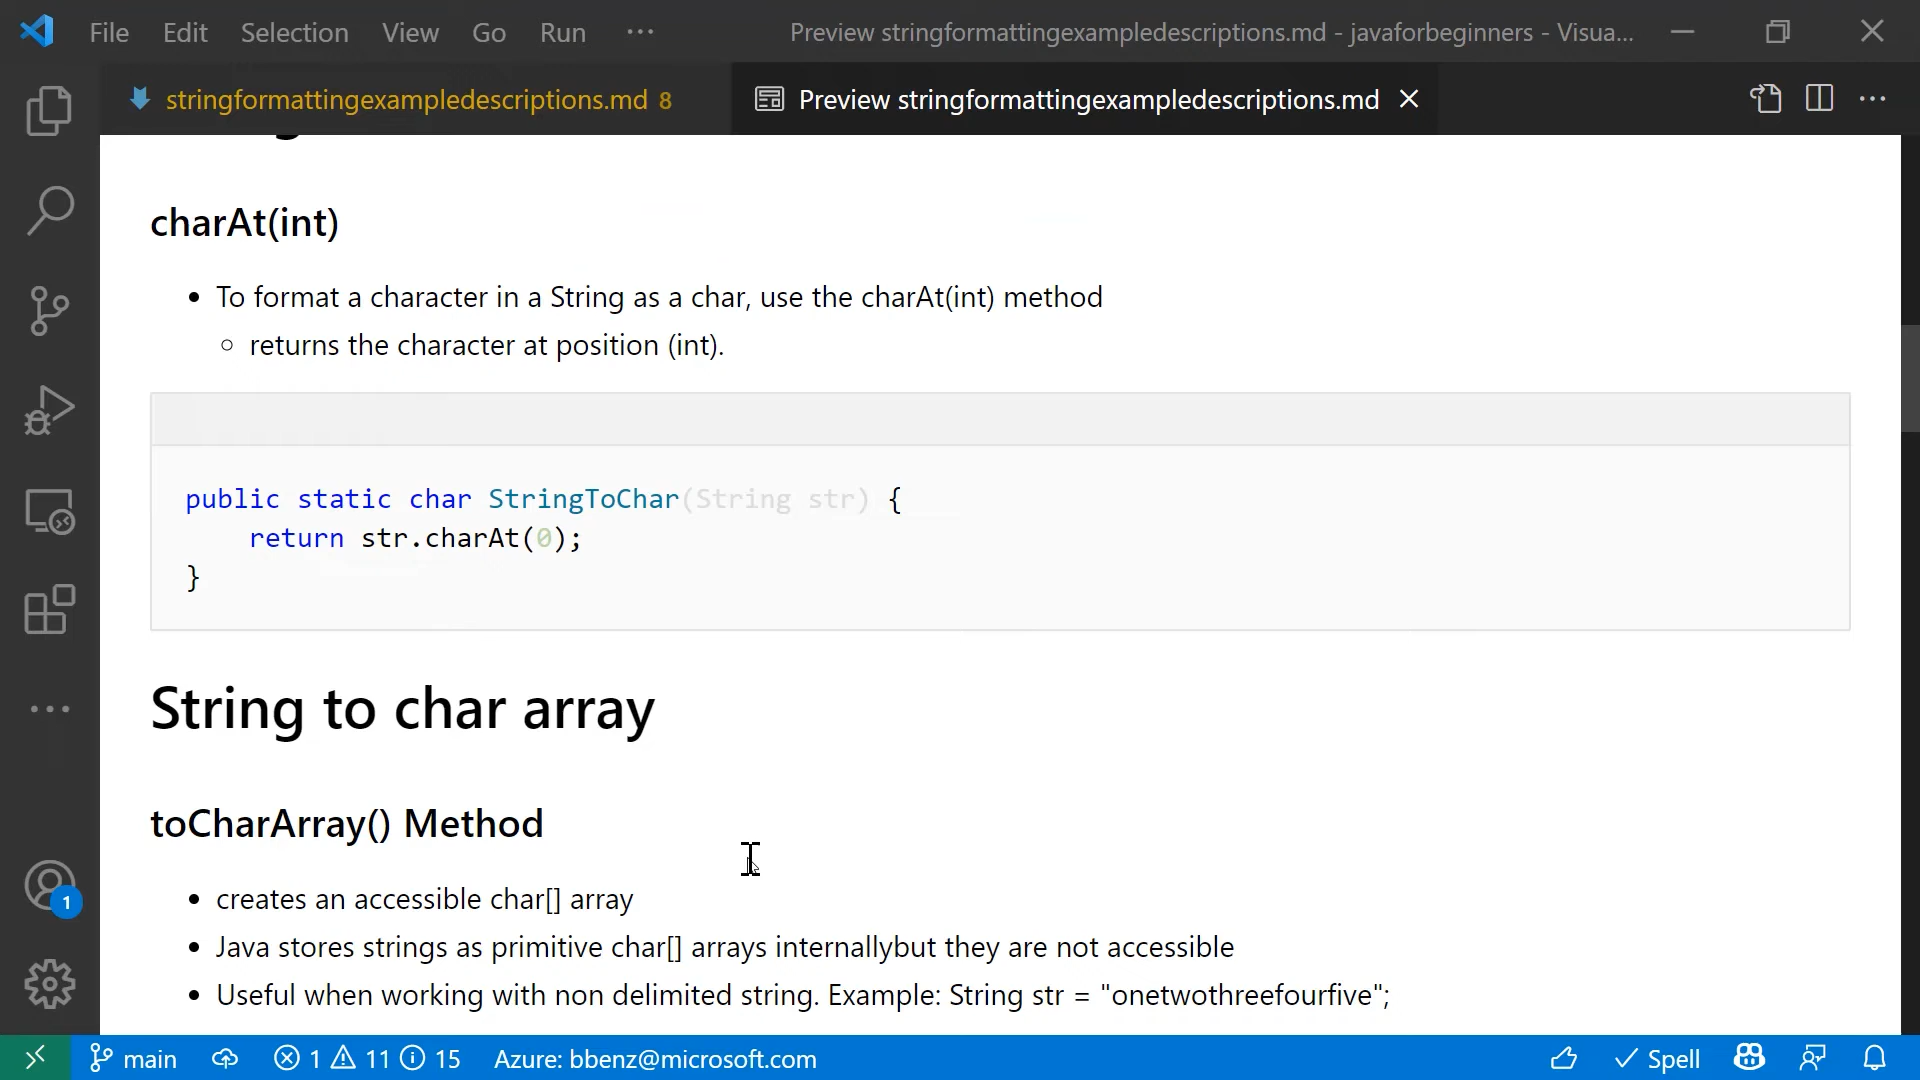 File Edit Selection View Go Run ··· Preview stringformattingexampledescriptions.md - javaforbeginners - Visua...
stringformattingexampledescriptions.md 8 Preview stringformattingexampledescriptions.md
charAt(int)
• To format a character in a String as a char, use the charAt(int) method
○ returns the character at position (int).
public static char StringToChar(String str) {
return str.charAt(0);
}
String to char array
toCharArray() Method
• creates an accessible char[] array
• Java stores strings as primitive char[] arrays internallybut they are not accessible
• Useful when working with non delimited string. Example: String str = "onetwothreefourfive";
1
main 1 11 15 Azure: bbenz@microsoft.com Spell